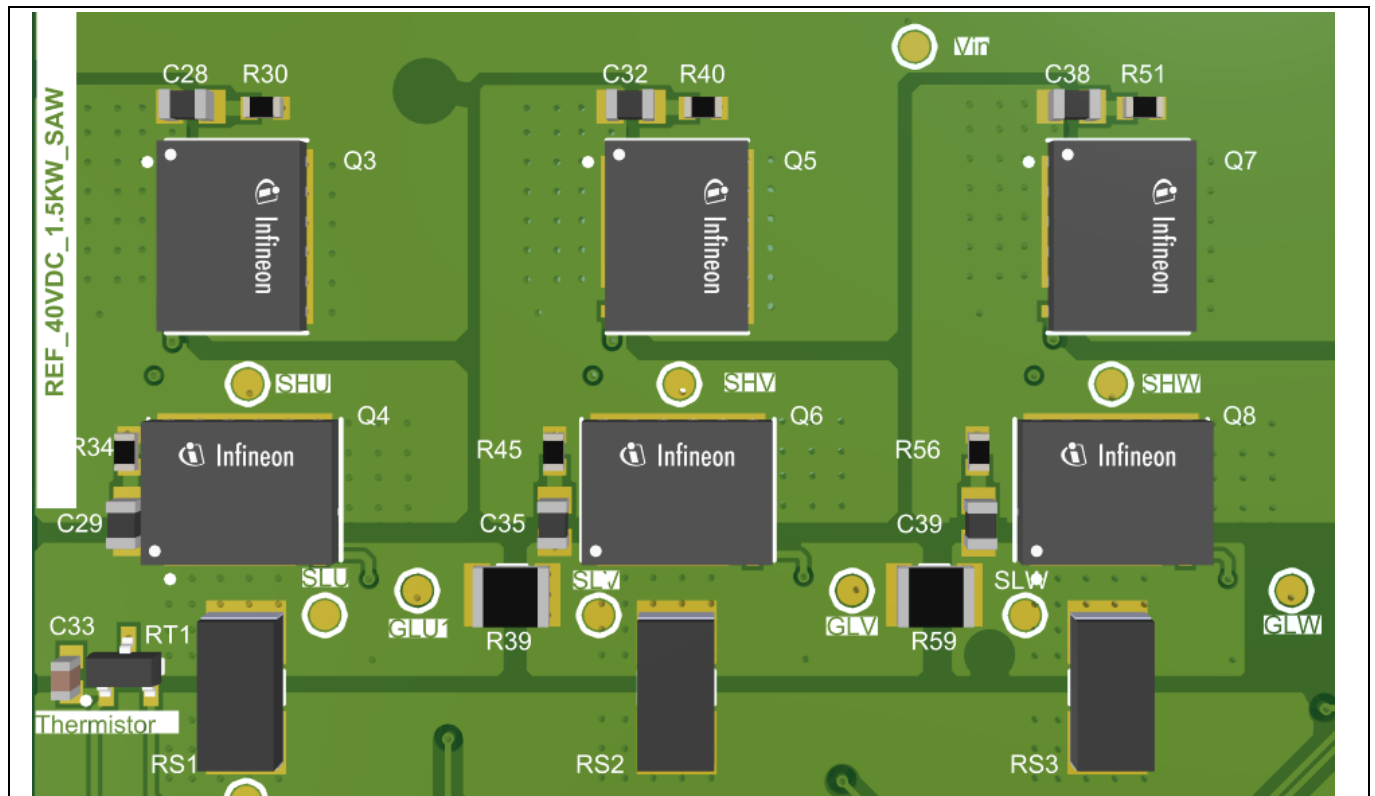 Vin
C28 R30 C32 R40 C38 R51
REF_40VDC_1.5KW_SAW
Q3 Q5 Q7
Infineon Infineon Infineon
SHU SHV SHW
Q4 Q6 Q8
R34 Infineon R45 Infineon R56 Infineon
C29 C35 C39
SLU SLV SLW
GLU1 GLV GLW
C33 RT1 R39 R59
Thermistor
RS1 RS2 RS3